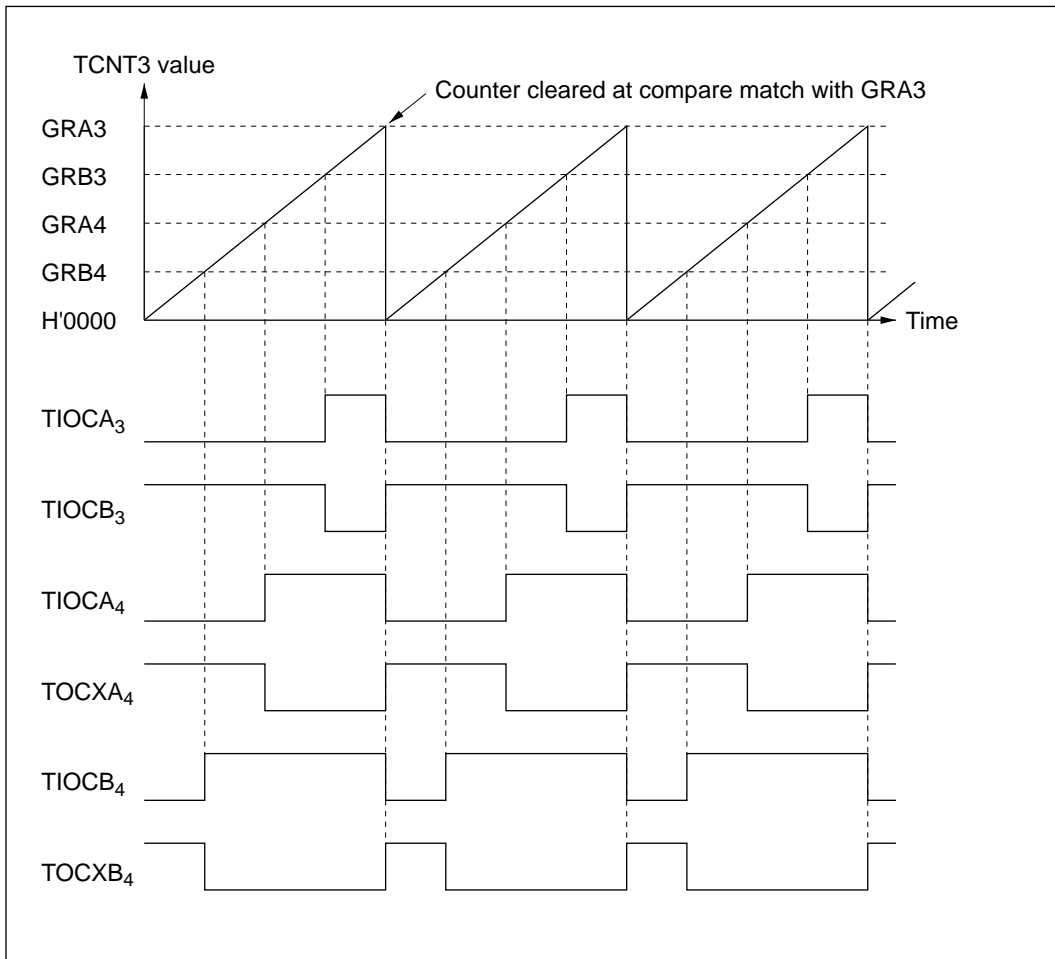 TCNT3 value
Counter cleared at compare match with GRA3
GRA3
GRB3
GRA4
GRB4
H'0000
Time
TIOCA3
TIOCB3
TIOCA4
TOCXA4
TIOCB4
TOCXB4